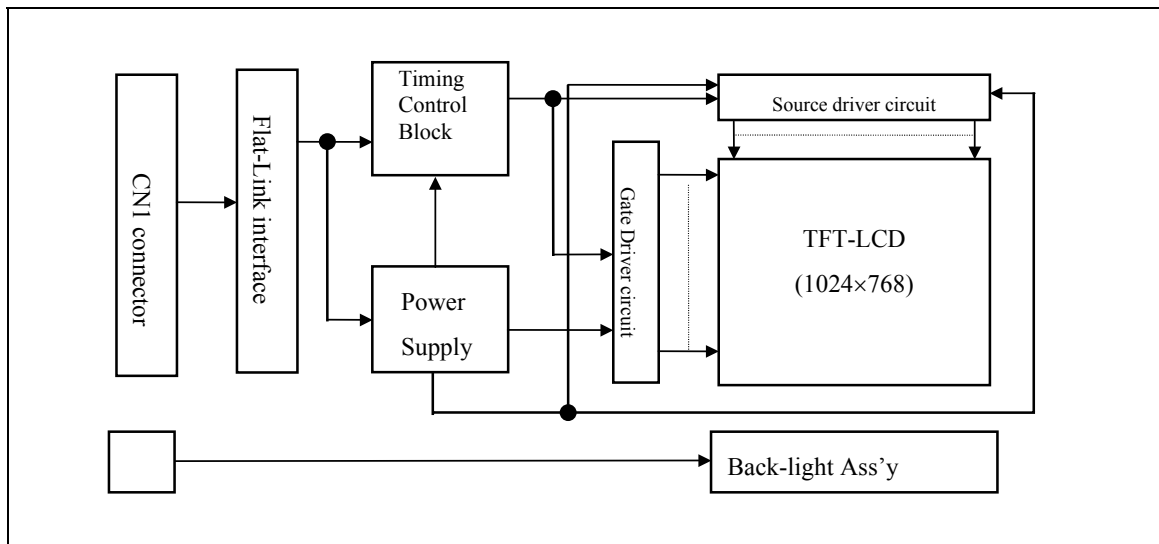 CN1 connector
Flat-Link interface
Timing
Control
Block
Power
Supply
Gate Driver circuit
Source driver circuit
TFT-LCD
(1024×768)
Back-light Ass’y